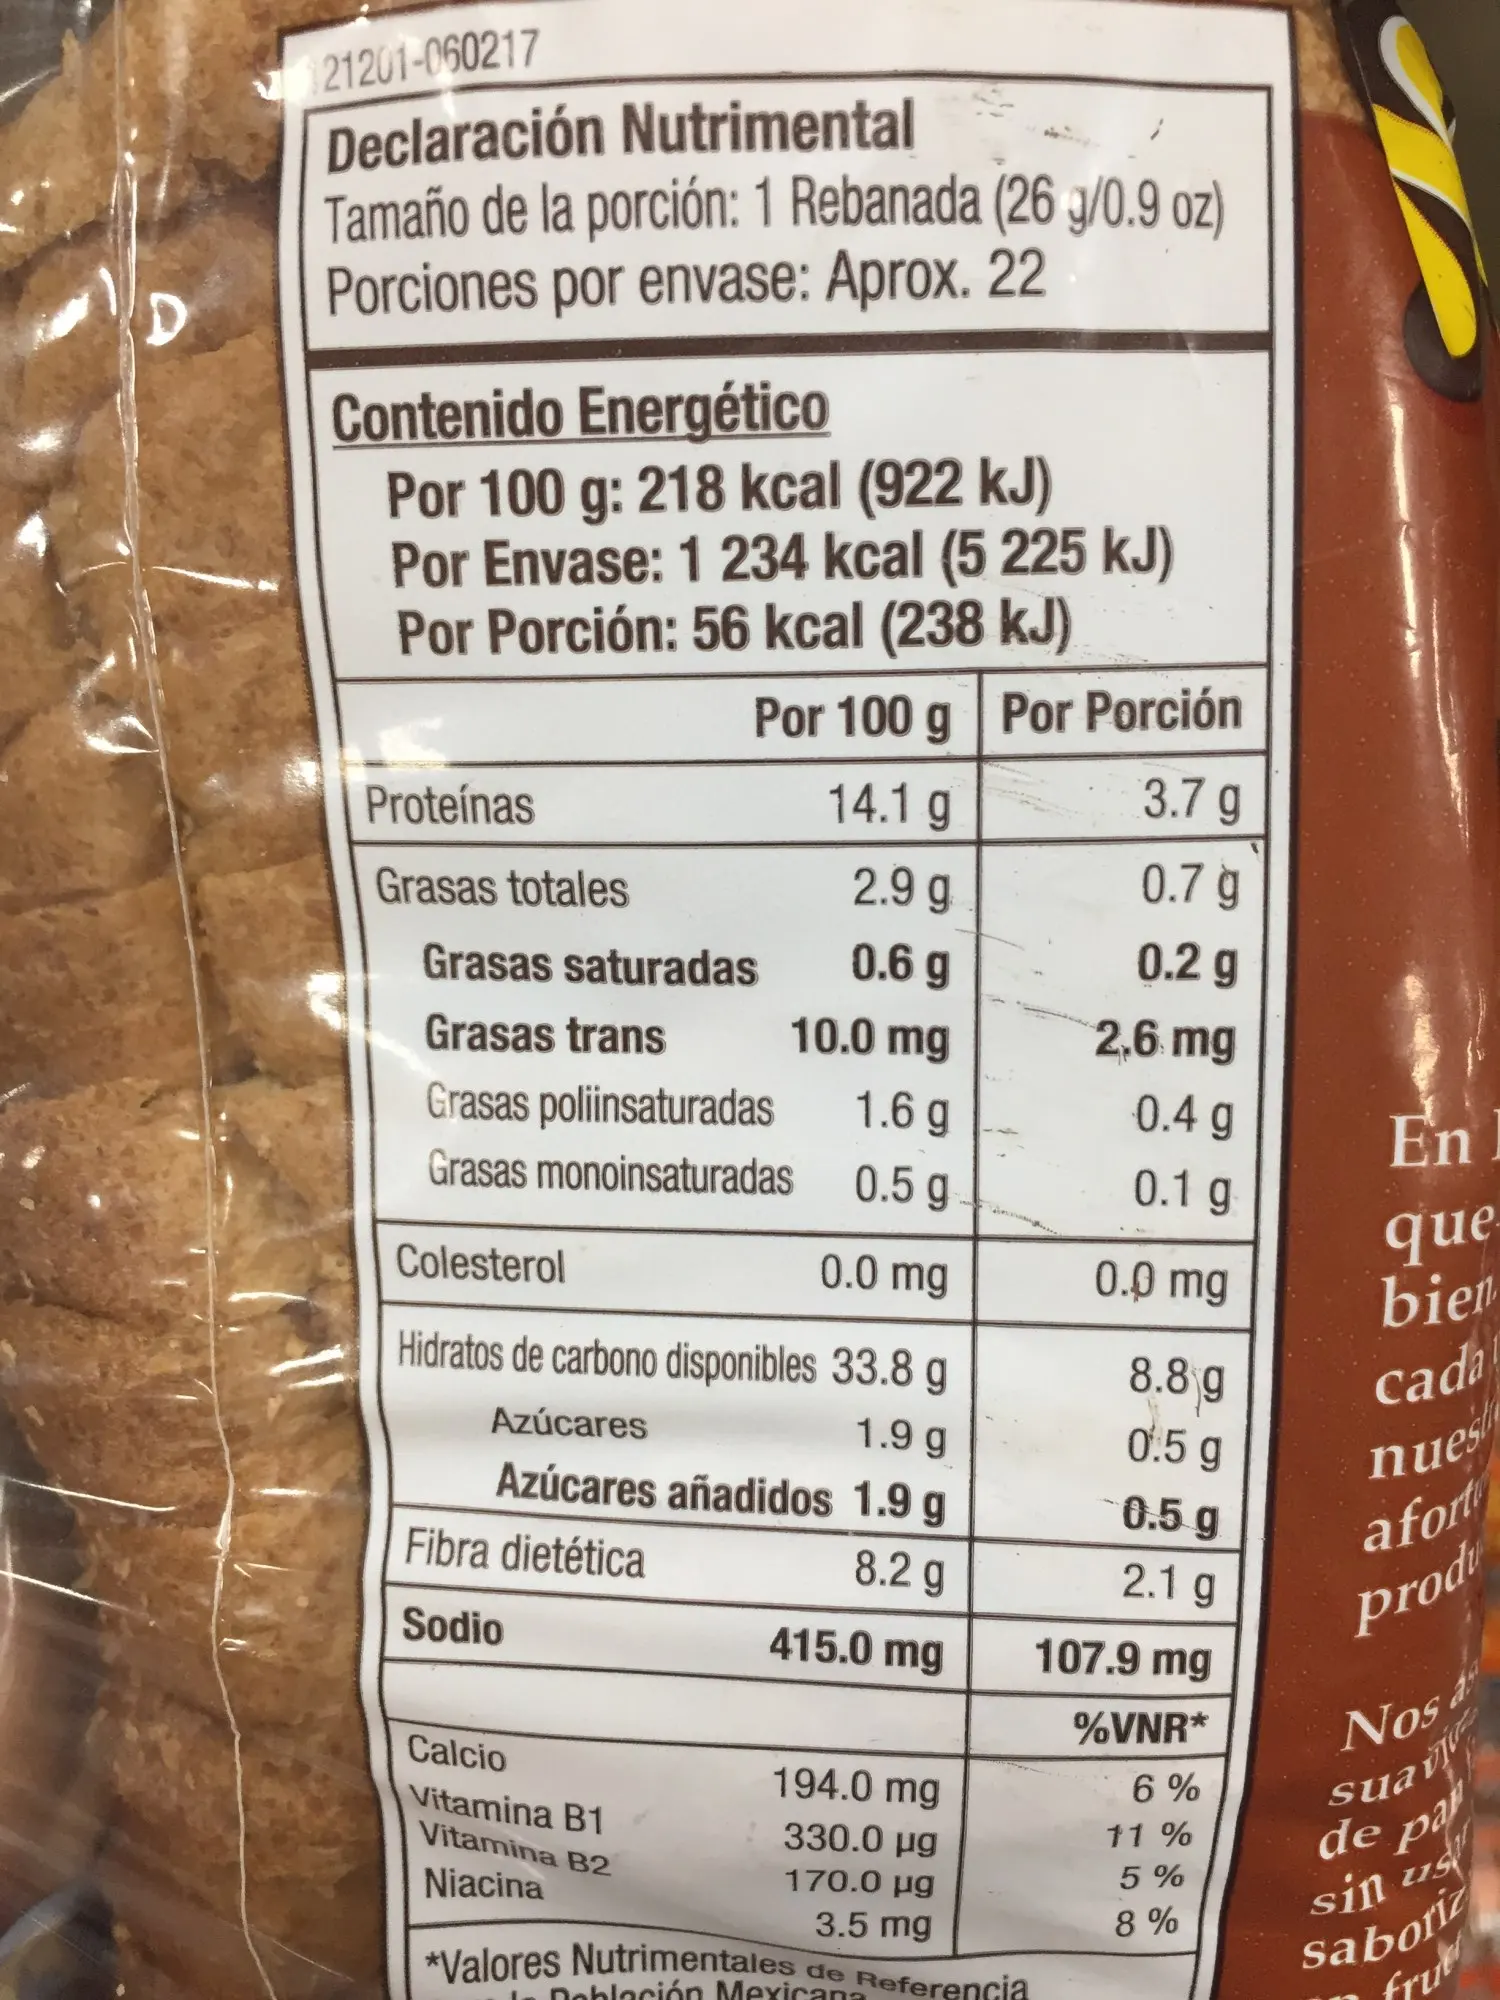 21201-060217
Declaración Nutrimental
Tamaño de la porción: 1 Rebanada (26 g/0.9 oz)
Porciones por envase: Aprox. 22
Contenido Energético
Por 100 g: 218 kcal (922 kJ)
Por Envase: 1 234 kcal (5 225 kJ)
Por Porción: 56 kcal (238 kJ)
Por 100 g Por Porción
Proteínas 14.1 g 3.7 g
Grasas totales 2.9 g 0.7 g
Grasas saturadas 0.6 g 0.2 g
Grasas trans 10.0 mg 2.6 mg
Grasas poliinsaturadas 1.6 g 0.4 g
Grasas monoinsaturadas 0.5 g 0.1 g
Colesterol 0.0 mg 0.0 mg
Hidratos de carbono disponibles 33.8 g 8.8 g
Azúcares 1.9 g 0.5 g
Azúcares añadidos 1.9 g 0.5 g
Fibra dietética 8.2 g 2.1 g
Sodio 415.0 mg 107.9 mg
%VNR*
Calcio 194.0 mg 6 %
Vitamina B1 330.0 µg 11 %
Vitamina B2 170.0 µg 5 %
Niacina 3.5 mg 8 %
*Valores Nutrimentales de Referencia
Población Mexicana
En
que
bien
cada
Nos
de
sin